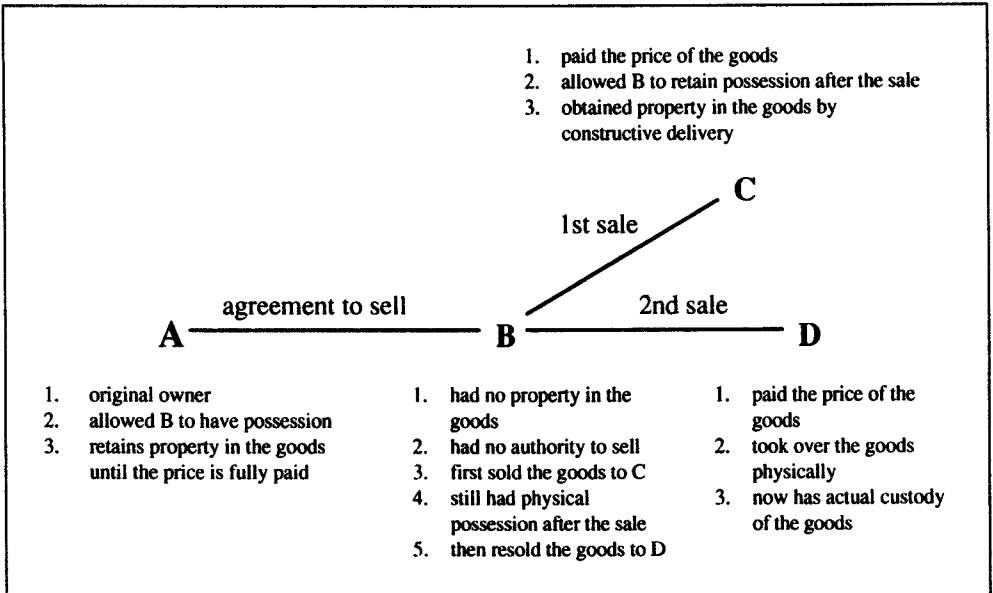 1. paid the price of the goods
2. allowed B to retain possession after the sale
3. obtained property in the goods by
constructive delivery
C
1st sale
agreement to sell
2nd sale
A
B
D
1. original owner
2. allowed B to have possession
3. retains property in the goods
until the price is fully paid
1. had no property in the
goods
2. had no authority to sell
3. first sold the goods to C
4. still had physical
possession after the sale
5. then resold the goods to D
1. paid the price of the
goods
2. took over the goods
physically
3. now has actual custody
of the goods